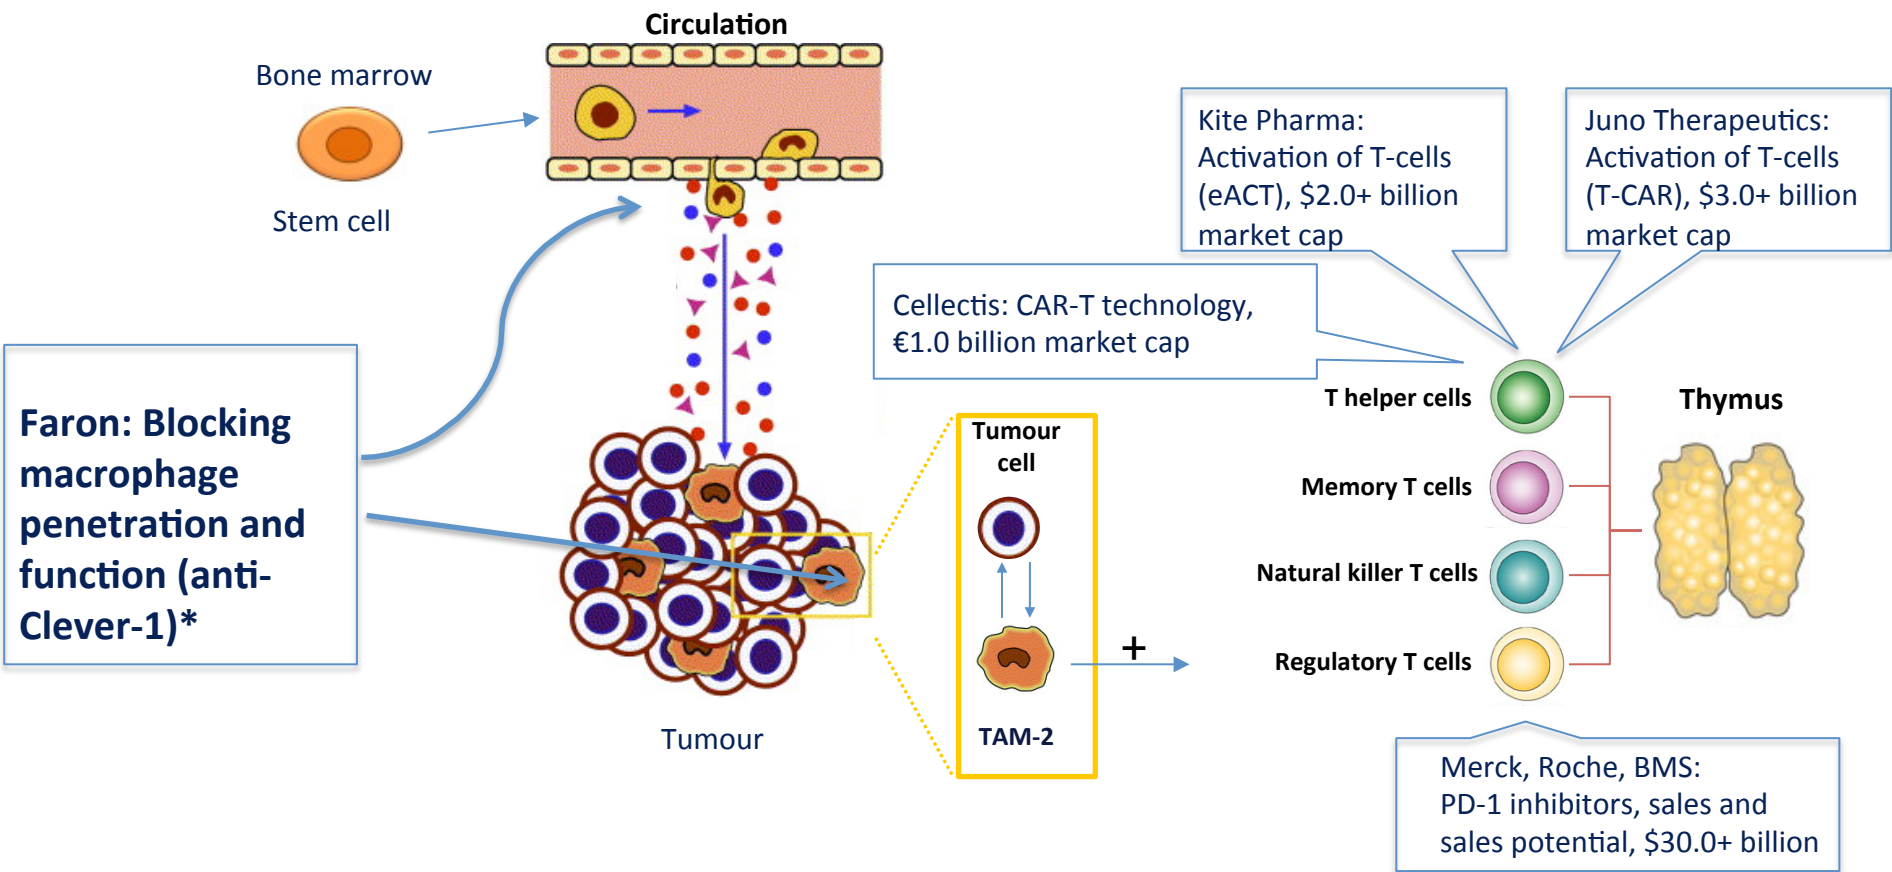 Circulation
Bone marrow
Stem cell
Kite Pharma:
Activation of T-cells
(eACT), $2.0+ billion
market cap
Juno Therapeutics:
Activation of T-cells
(T-CAR), $3.0+ billion
market cap
Cellectis: CAR-T technology,
€1.0 billion market cap
Faron: Blocking
macrophage
penetration and
function (anti-
Clever-1)*
Tumour
cell
+
TAM-2
Tumour
T helper cells
Memory T cells
Natural killer T cells
Regulatory T cells
Thymus
Merck, Roche, BMS:
PD-1 inhibitors, sales and
sales potential, $30.0+ billion